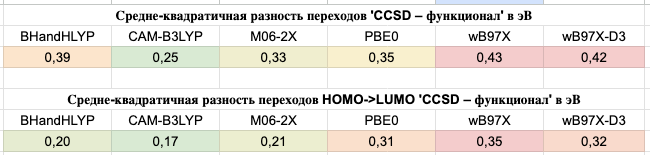 Средне-квадратичная разность переходов 'CCSD – функционал' в эВ
BHandHLYP CAM-B3LYP M06-2X PBE0 wB97X wB97X-D3
0,39 0,25 0,33 0,35 0,43 0,42
Средне-квадратичная разность переходов HOMO->LUMO 'CCSD – функционал' в эВ
BHandHLYP CAM-B3LYP M06-2X PBE0 wB97X wB97X-D3
0,20 0,17 0,21 0,31 0,35 0,32